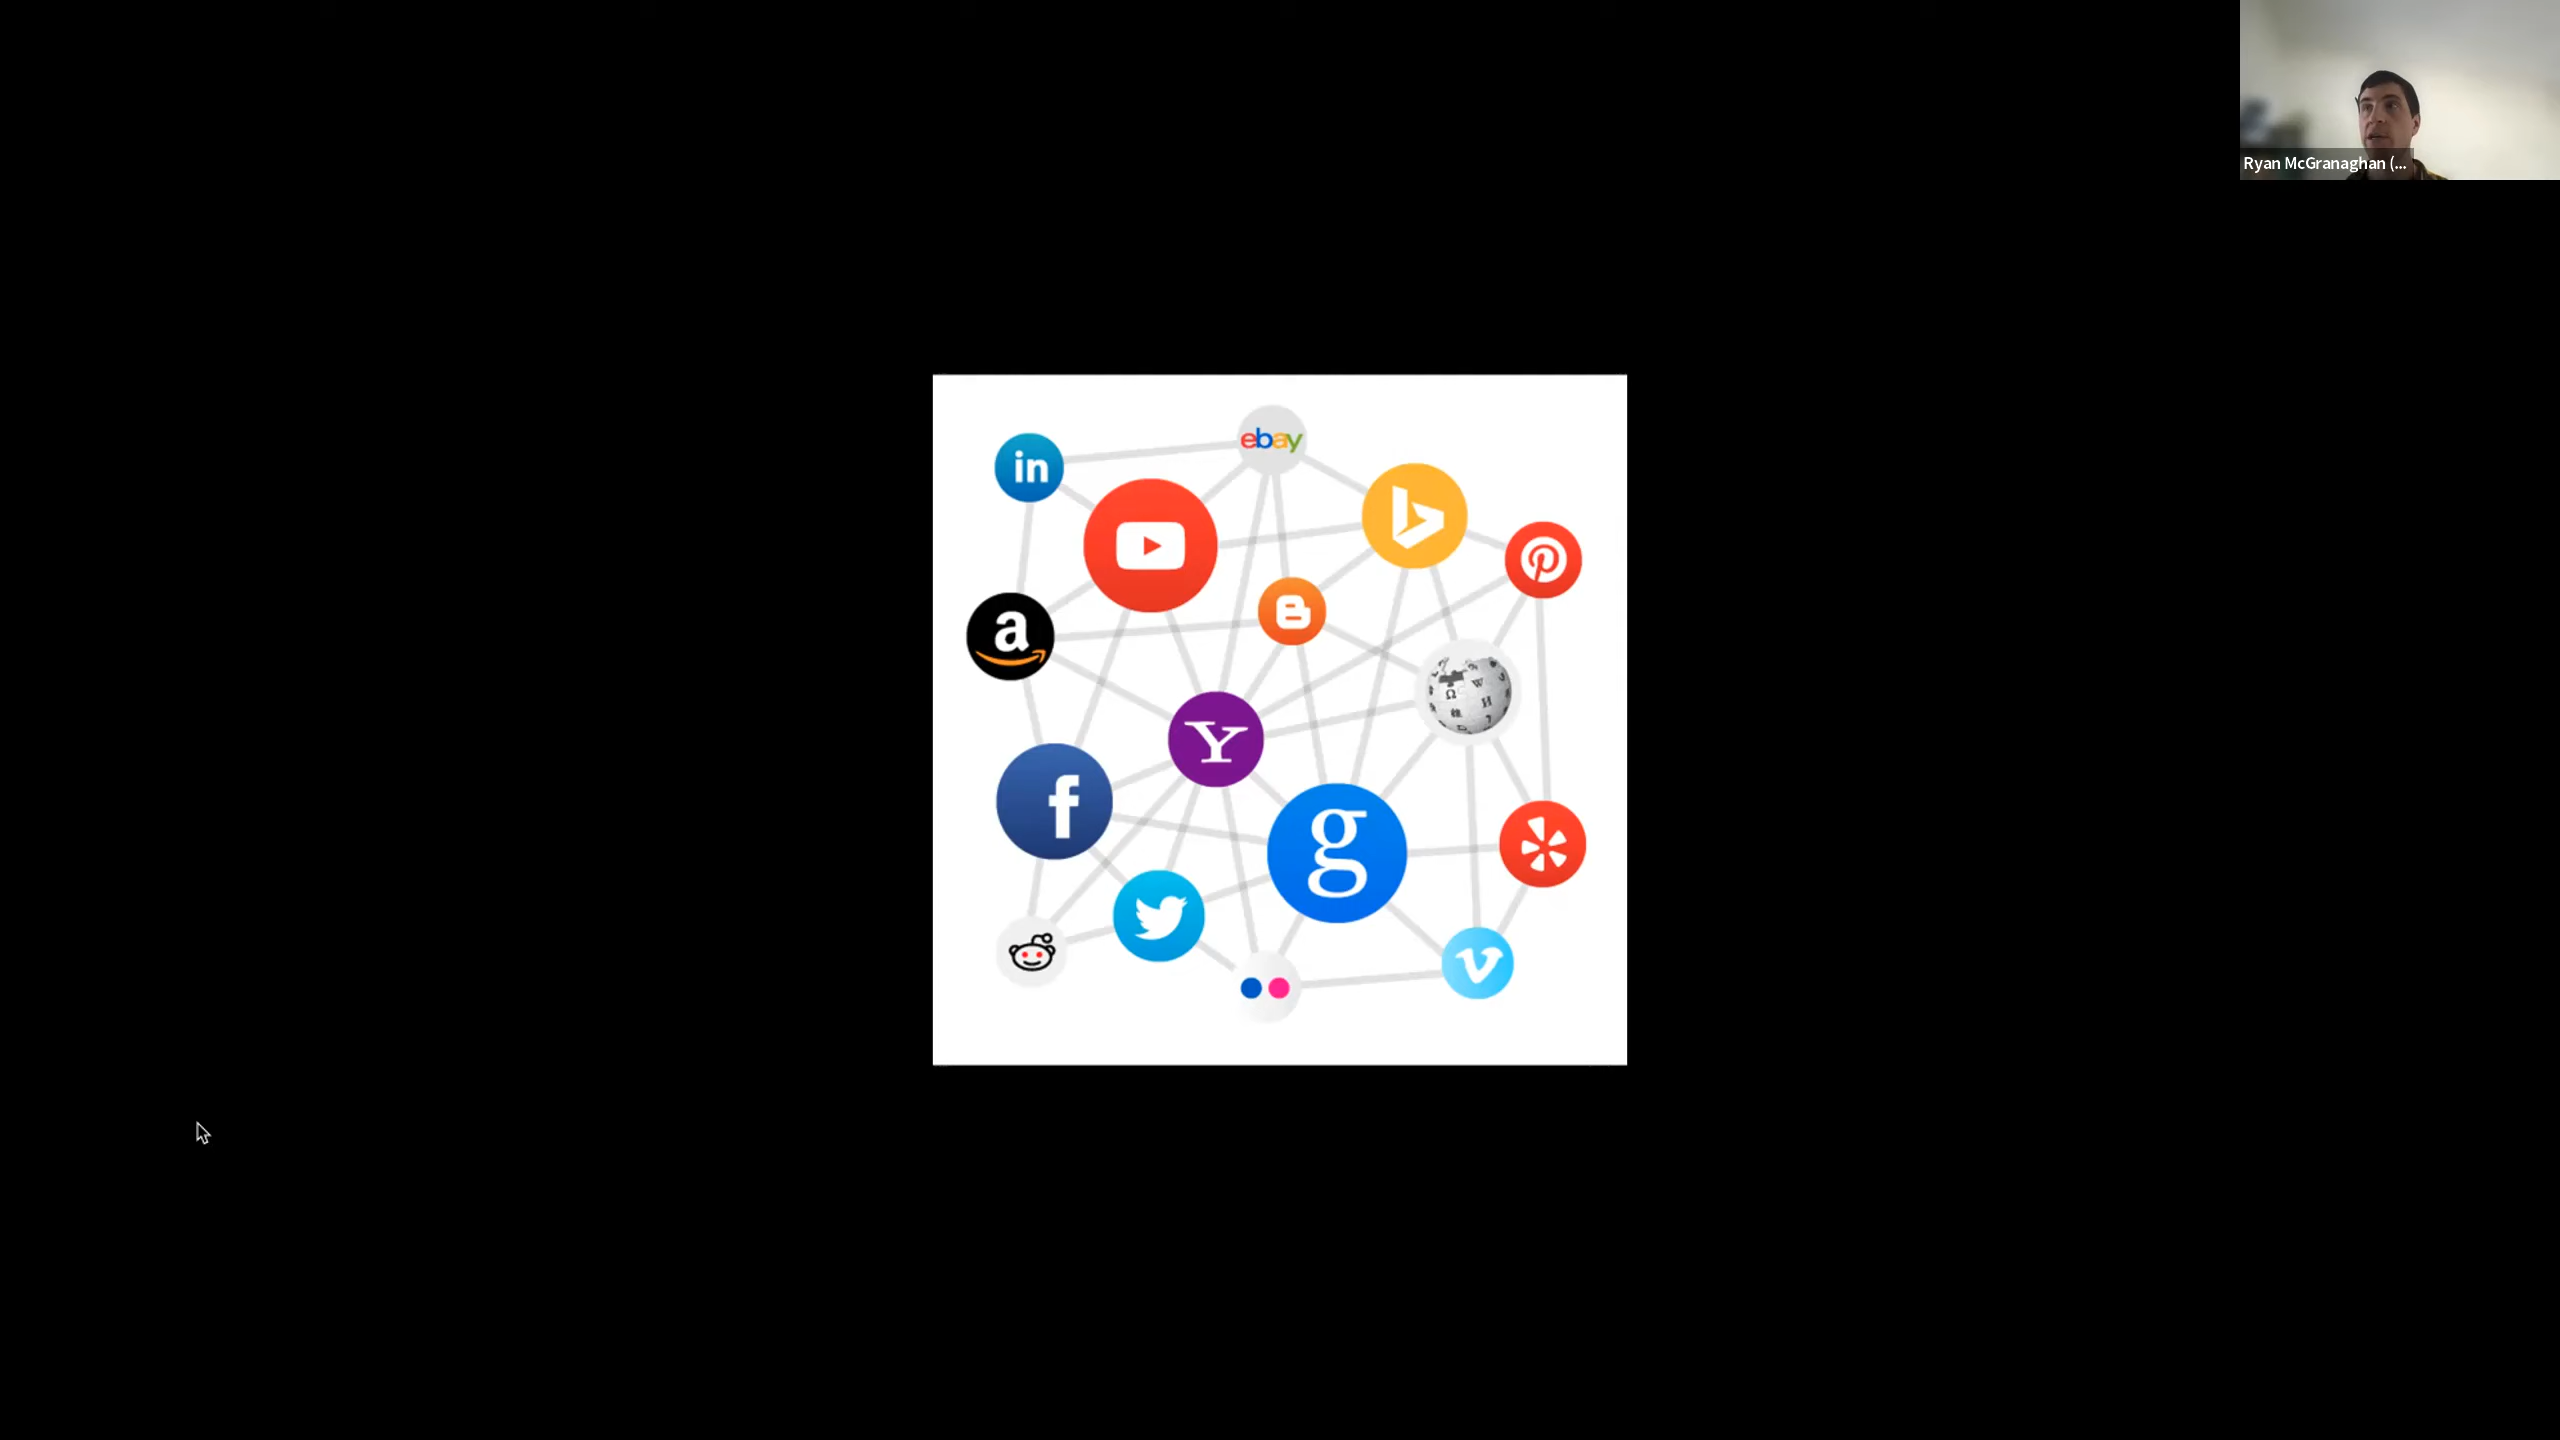 Ryan McGranaghan (...
ebay
in
a
B
Y
W
Ω
И
f
g